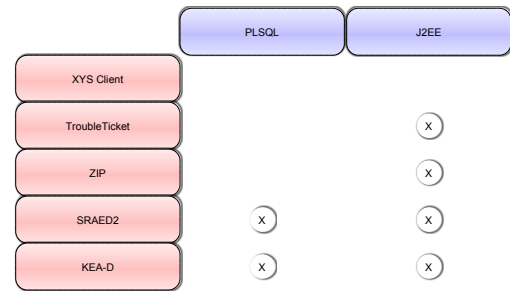 PLSQL J2EE
XYS Client
TroubleTicket X
ZIP X
SRAED2 X X
KEA-D X X